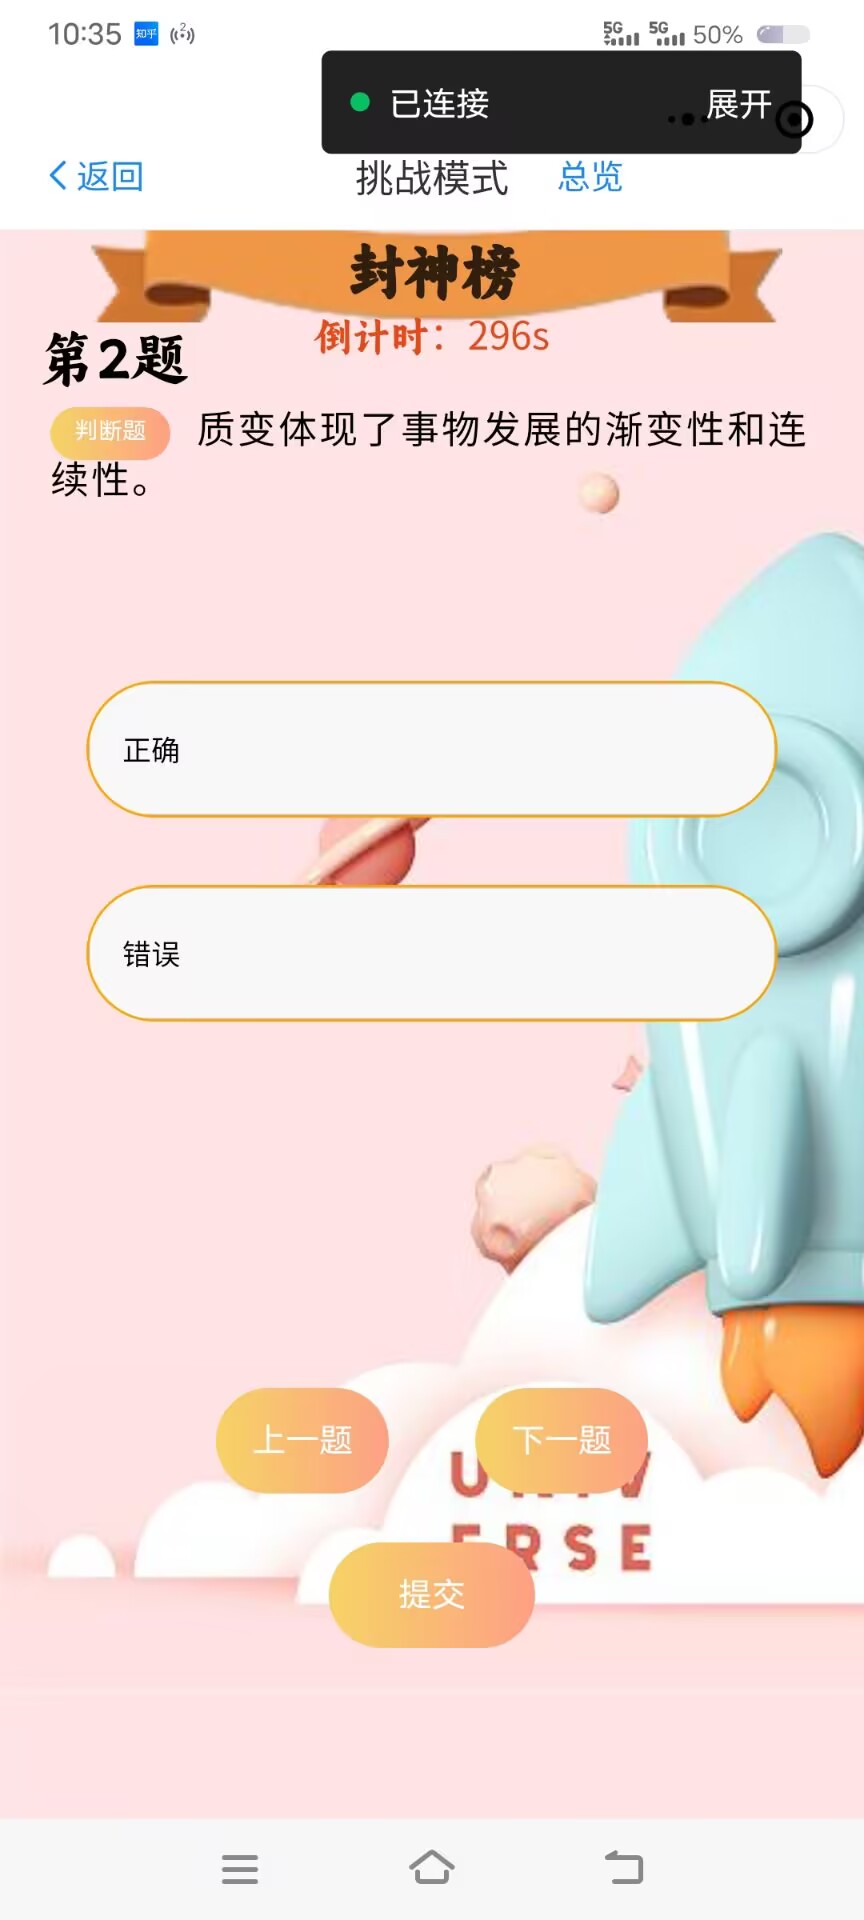 10:35 知乎 2 5G 5G 50%
已连接 展开
返回 挑战模式 总览
封神榜
倒计时：296s
第2题
判断题 质变体现了事物发展的渐变性和连
续性。
正确
错误
上一题 下一题
ERSE
提交